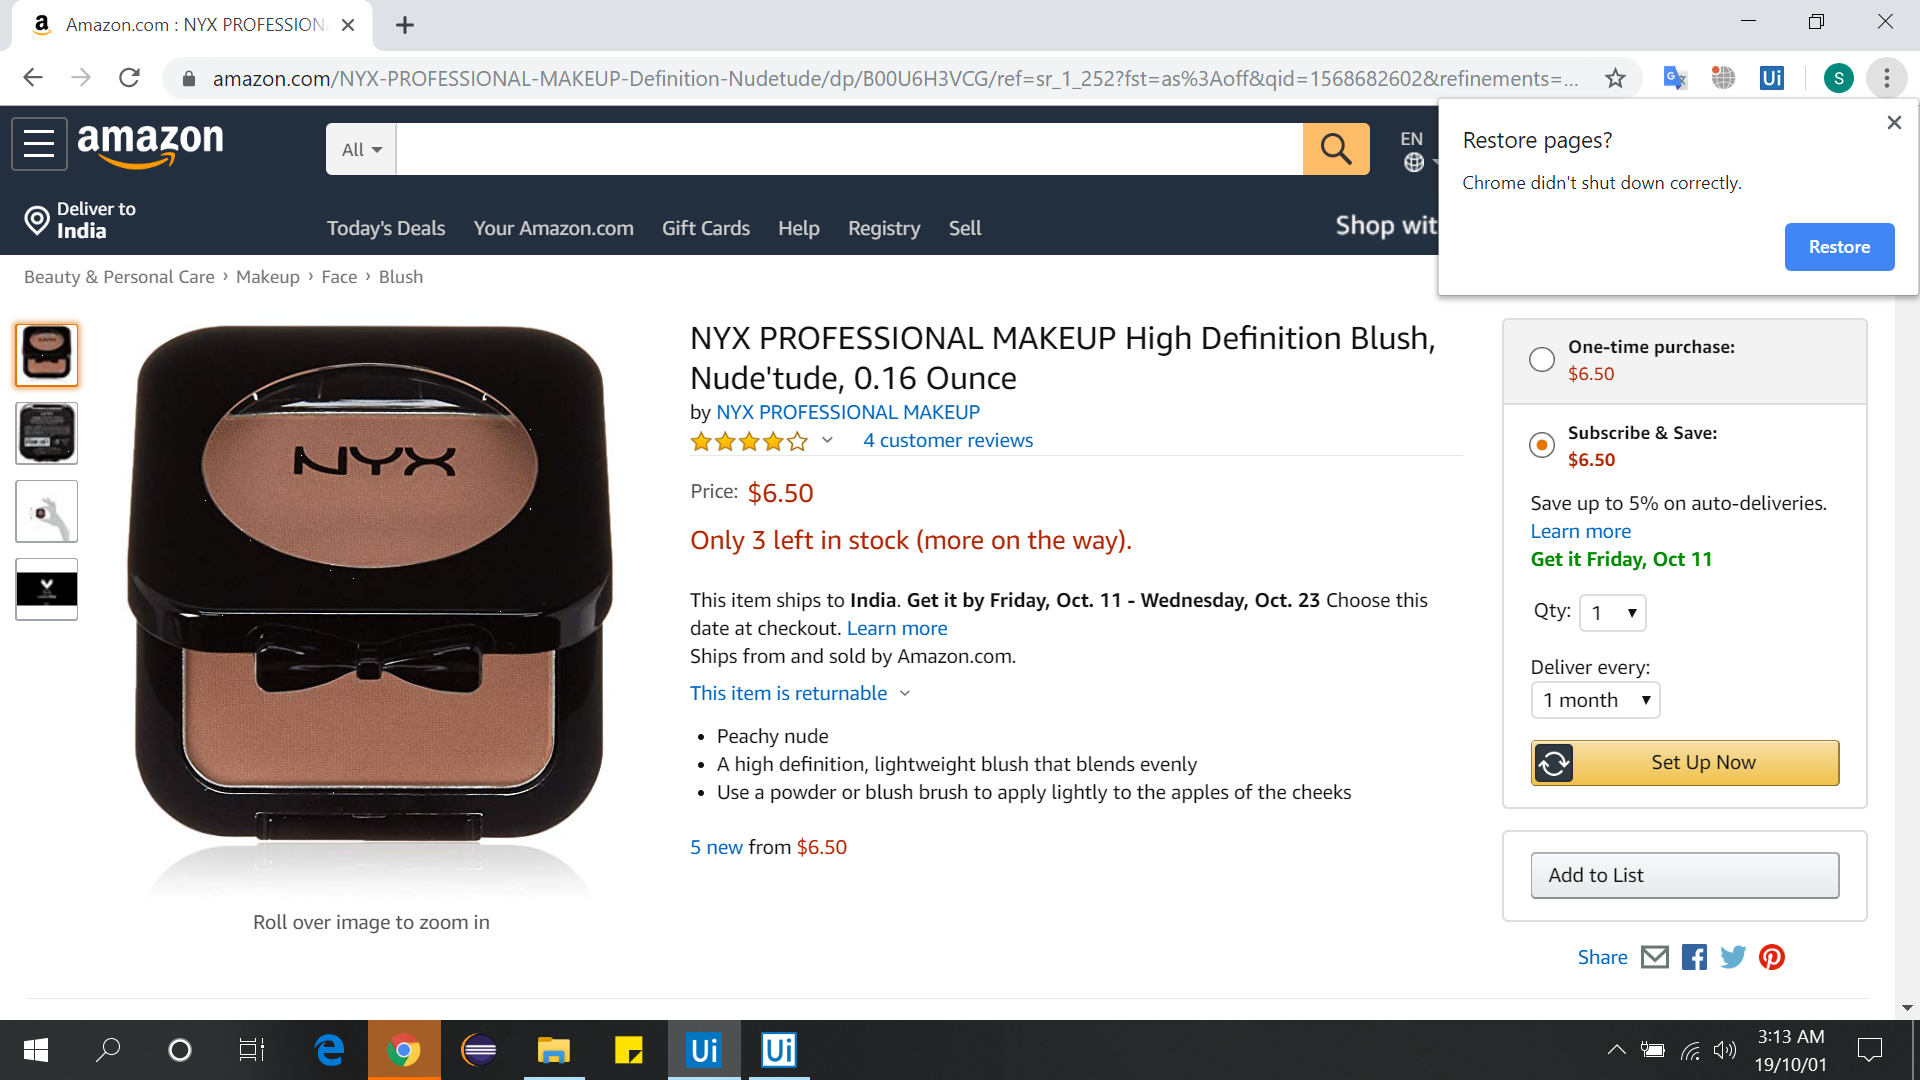 Amazon.com : NYX PROFESSION
amazon.com/NYX-PROFESSIONAL-MAKEUP-Definition-Nudetude/dp/B00U6H3VCG/ref=sr_1_252?fst=as%3Aoff&qid=1568682602&refinements=...
S
Restore pages?
Chrome didn't shut down correctly.
Restore
amazon
All
EN
Deliver to
India
Today's Deals
Your Amazon.com
Gift Cards
Help
Registry
Sell
Shop wit
Beauty & Personal Care › Makeup › Face › Blush
NYX
NYX PROFESSIONAL MAKEUP High Definition Blush,
Nude'tude, 0.16 Ounce
by NYX PROFESSIONAL MAKEUP
4 customer reviews
Price: $6.50
Only 3 left in stock (more on the way).
This item ships to India. Get it by Friday, Oct. 11 - Wednesday, Oct. 23 Choose this
date at checkout. Learn more
Ships from and sold by Amazon.com.
This item is returnable
• Peachy nude
• A high definition, lightweight blush that blends evenly
• Use a powder or blush brush to apply lightly to the apples of the cheeks
5 new from $6.50
Roll over image to zoom in
One-time purchase:
$6.50
Subscribe & Save:
$6.50
Save up to 5% on auto-deliveries.
Learn more
Get it Friday, Oct 11
Qty: 1
Deliver every:
1 month
Set Up Now
Add to List
Share
Ui
Ui
Ui
3:13 AM
19/10/01